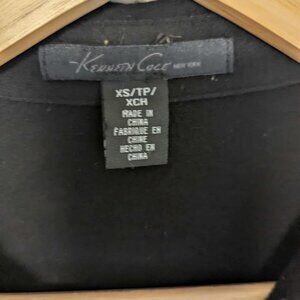 Kenneth Cole NEW YORK
XS/TP/
XCH
MADE IN
CHINA
FABRIQUE EN
CHINE
HECHO EN
CHINA